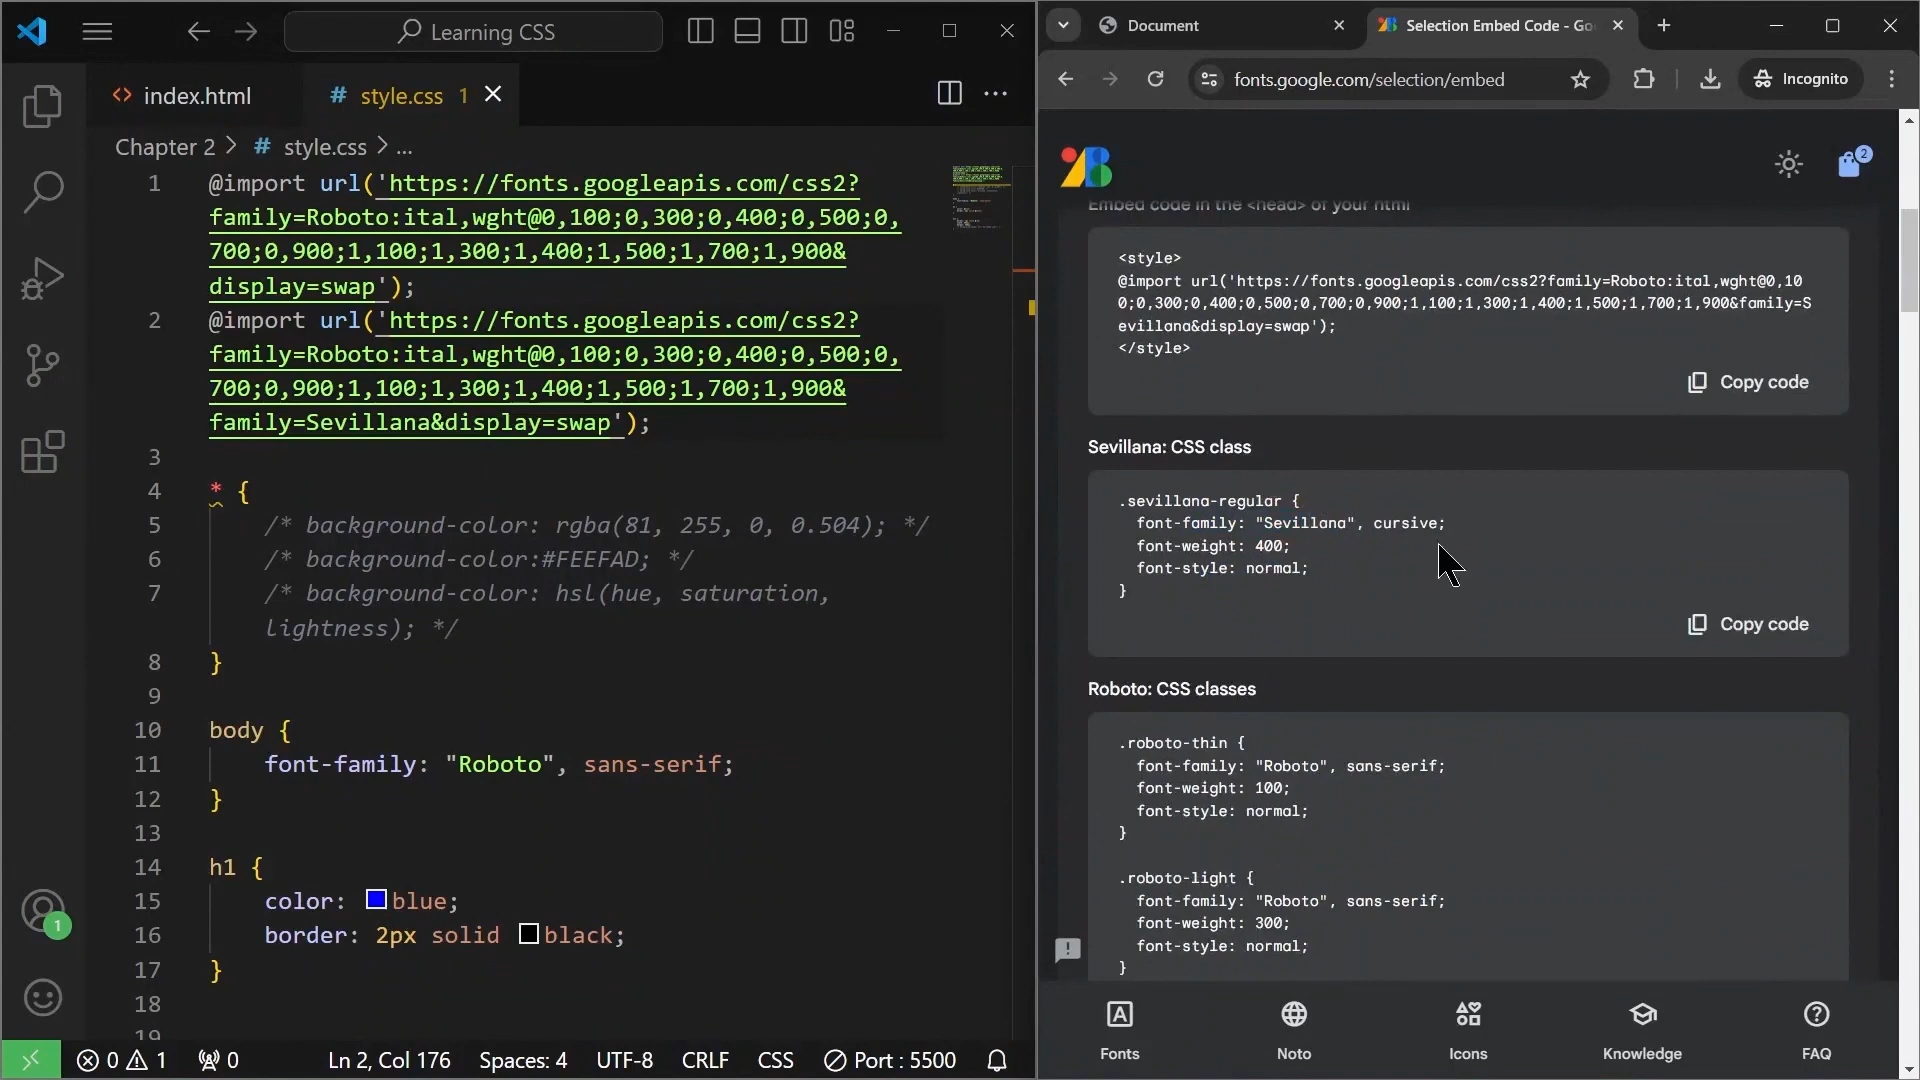 Learning CSS
index.html
# style.css 1
Chapter 2 > # style.css > ...
1 @import url('https://fonts.googleapis.com/css2?
family=Roboto:ital,wght@0,100;0,300;0,400;0,500;0,
700;0,900;1,100;1,300;1,400;1,500;1,700;1,900&
display=swap');
2 @import url('https://fonts.googleapis.com/css2?
family=Roboto:ital,wght@0,100;0,300;0,400;0,500;0,
700;0,900;1,100;1,300;1,400;1,500;1,700;1,900&
family=Sevillana&display=swap');
3
4 * {
5 /* background-color: rgba(81, 255, 0, 0.504); */
6 /* background-color:#FEEFAD; */
7 /* background-color: hsl(hue, saturation,
lightness); */
8 }
9
10 body {
11 font-family: "Roboto", sans-serif;
12 }
13
14 h1 {
15 color: blue;
16 border: 2px solid black;
17 }
18
19
1
0 1 0 Ln 2, Col 176 Spaces: 4 UTF-8 CRLF CSS Port : 5500
Document
Selection Embed Code - Go
fonts.google.com/selection/embed
Incognito
2
Embed code in the <head> of your html
<style>
@import url('https://fonts.googleapis.com/css2?family=Roboto:ital,wght@0,10
0;0,300;0,400;0,500;0,700;0,900;1,100;1,300;1,400;1,500;1,700;1,900&family=S
evillana&display=swap');
</style>
Copy code
Sevillana: CSS class
.sevillana-regular {
font-family: "Sevillana", cursive;
font-weight: 400;
font-style: normal;
}
Copy code
Roboto: CSS classes
.roboto-thin {
font-family: "Roboto", sans-serif;
font-weight: 100;
font-style: normal;
}
.roboto-light {
font-family: "Roboto", sans-serif;
font-weight: 300;
font-style: normal;
}
Fonts
Noto
Icons
Knowledge
FAQ